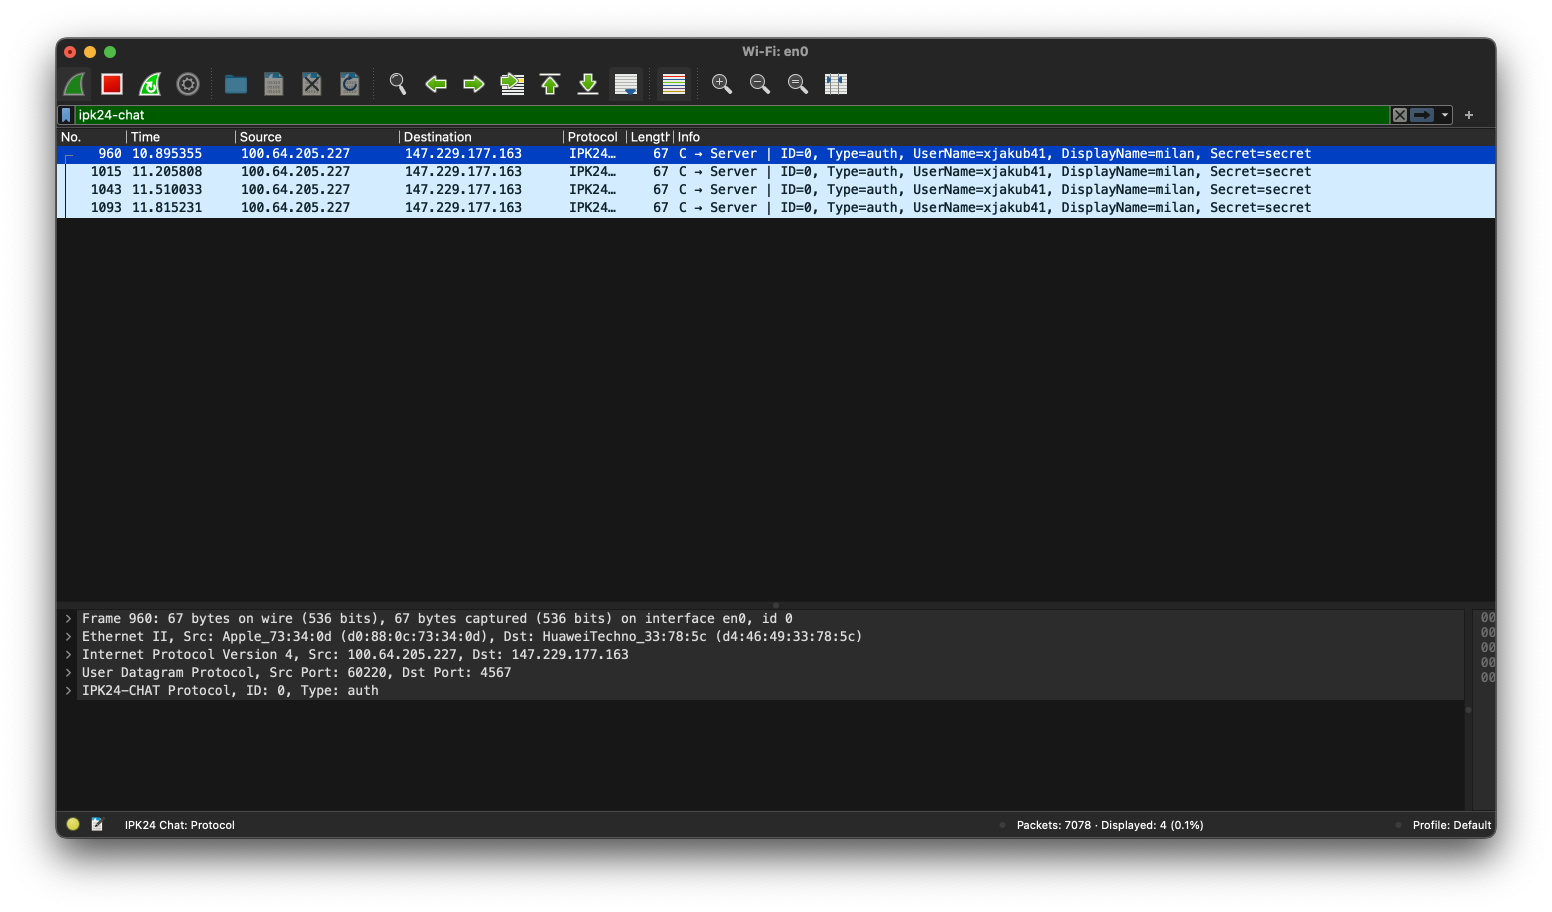 Wi-Fi: en0
ipk24-chat
No. Time Source Destination Protocol Length Info
960 10.895355 100.64.205.227 147.229.177.163 IPK24… 67 C → Server | ID=0, Type=auth, UserName=xjakub41, DisplayName=milan, Secret=secret
1015 11.205808 100.64.205.227 147.229.177.163 IPK24… 67 C → Server | ID=0, Type=auth, UserName=xjakub41, DisplayName=milan, Secret=secret
1043 11.510033 100.64.205.227 147.229.177.163 IPK24… 67 C → Server | ID=0, Type=auth, UserName=xjakub41, DisplayName=milan, Secret=secret
1093 11.815231 100.64.205.227 147.229.177.163 IPK24… 67 C → Server | ID=0, Type=auth, UserName=xjakub41, DisplayName=milan, Secret=secret
Frame 960: 67 bytes on wire (536 bits), 67 bytes captured (536 bits) on interface en0, id 0
Ethernet II, Src: Apple_73:34:0d (d0:88:0c:73:34:0d), Dst: HuaweiTechno_33:78:5c (d4:46:49:33:78:5c)
Internet Protocol Version 4, Src: 100.64.205.227, Dst: 147.229.177.163
User Datagram Protocol, Src Port: 60220, Dst Port: 4567
IPK24-CHAT Protocol, ID: 0, Type: auth
00
00
00
00
00
IPK24 Chat: Protocol
Packets: 7078 · Displayed: 4 (0.1%)
Profile: Default